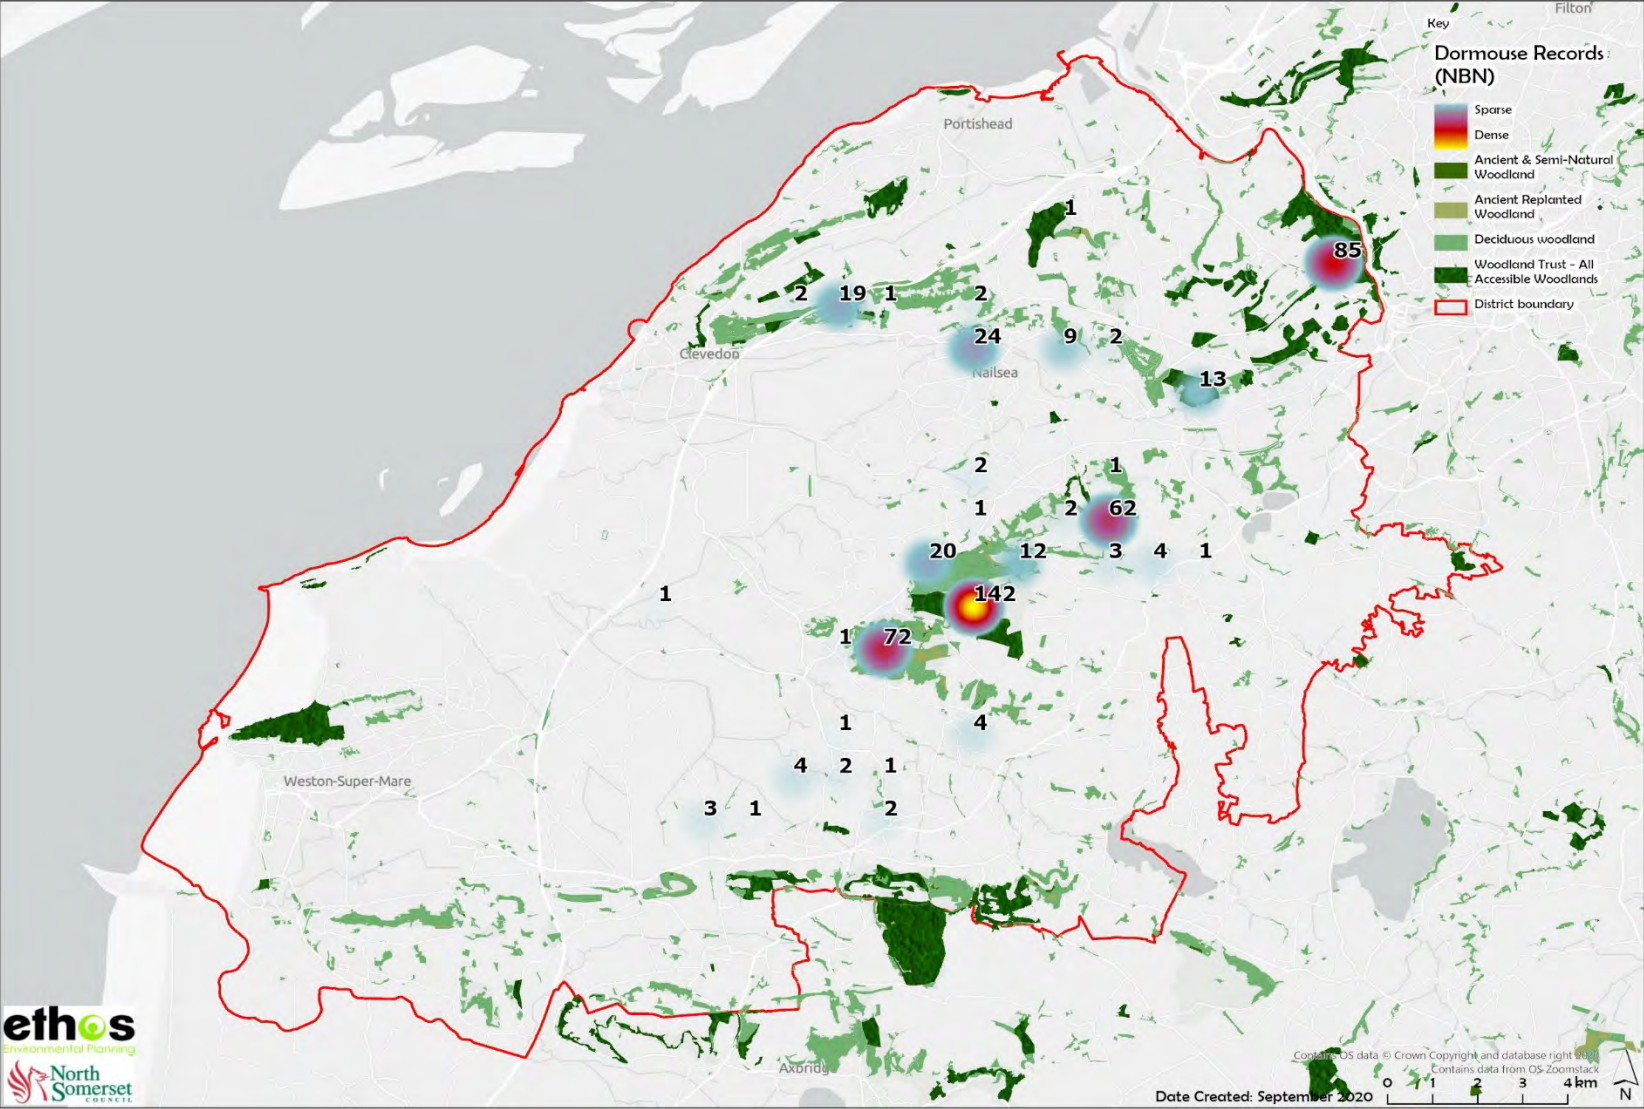 Filton
Key
Dormouse Records
(NBN)
Sparse
Dense
Ancient & Semi-Natural
Woodland
Ancient Replanted
Woodland
Deciduous woodland
Woodland Trust - All
Accessible Woodlands
District boundary
Portishead
1
85
2 19 1 2
24 9 2
Clevedon
Nailsea
13
2 1
1 2 62
20 12 3 4 1
1 142
1 72
1 4
4 2 1
Weston-Super-Mare
3 1 2
ethos
Environmental Planning
North
Somerset
COUNCIL
Axbridge
Contains OS data © Crown Copyright and database right 2020
Contains data from OS Zoomstack
Date Created: September 2020
0 1 2 3 4 km
N